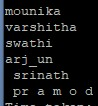 mounika
varshitha
swathi
arj_un
 srinath
 p r a m o d